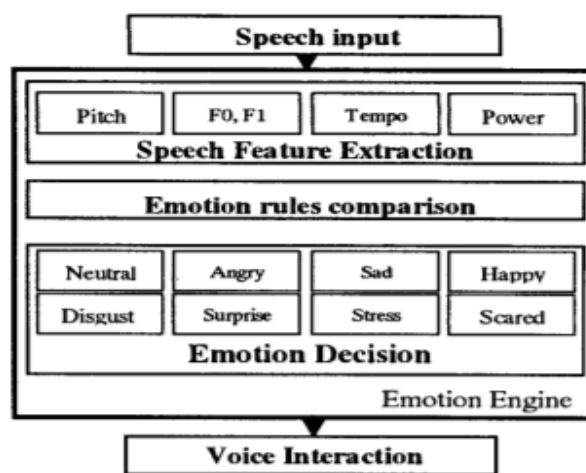 Speech input
Pitch F0, F1 Tempo Power
Speech Feature Extraction
Emotion rules comparison
Neutral Angry Sad Happy
Disgust Surprise Stress Scared
Emotion Decision
Emotion Engine
Voice Interaction